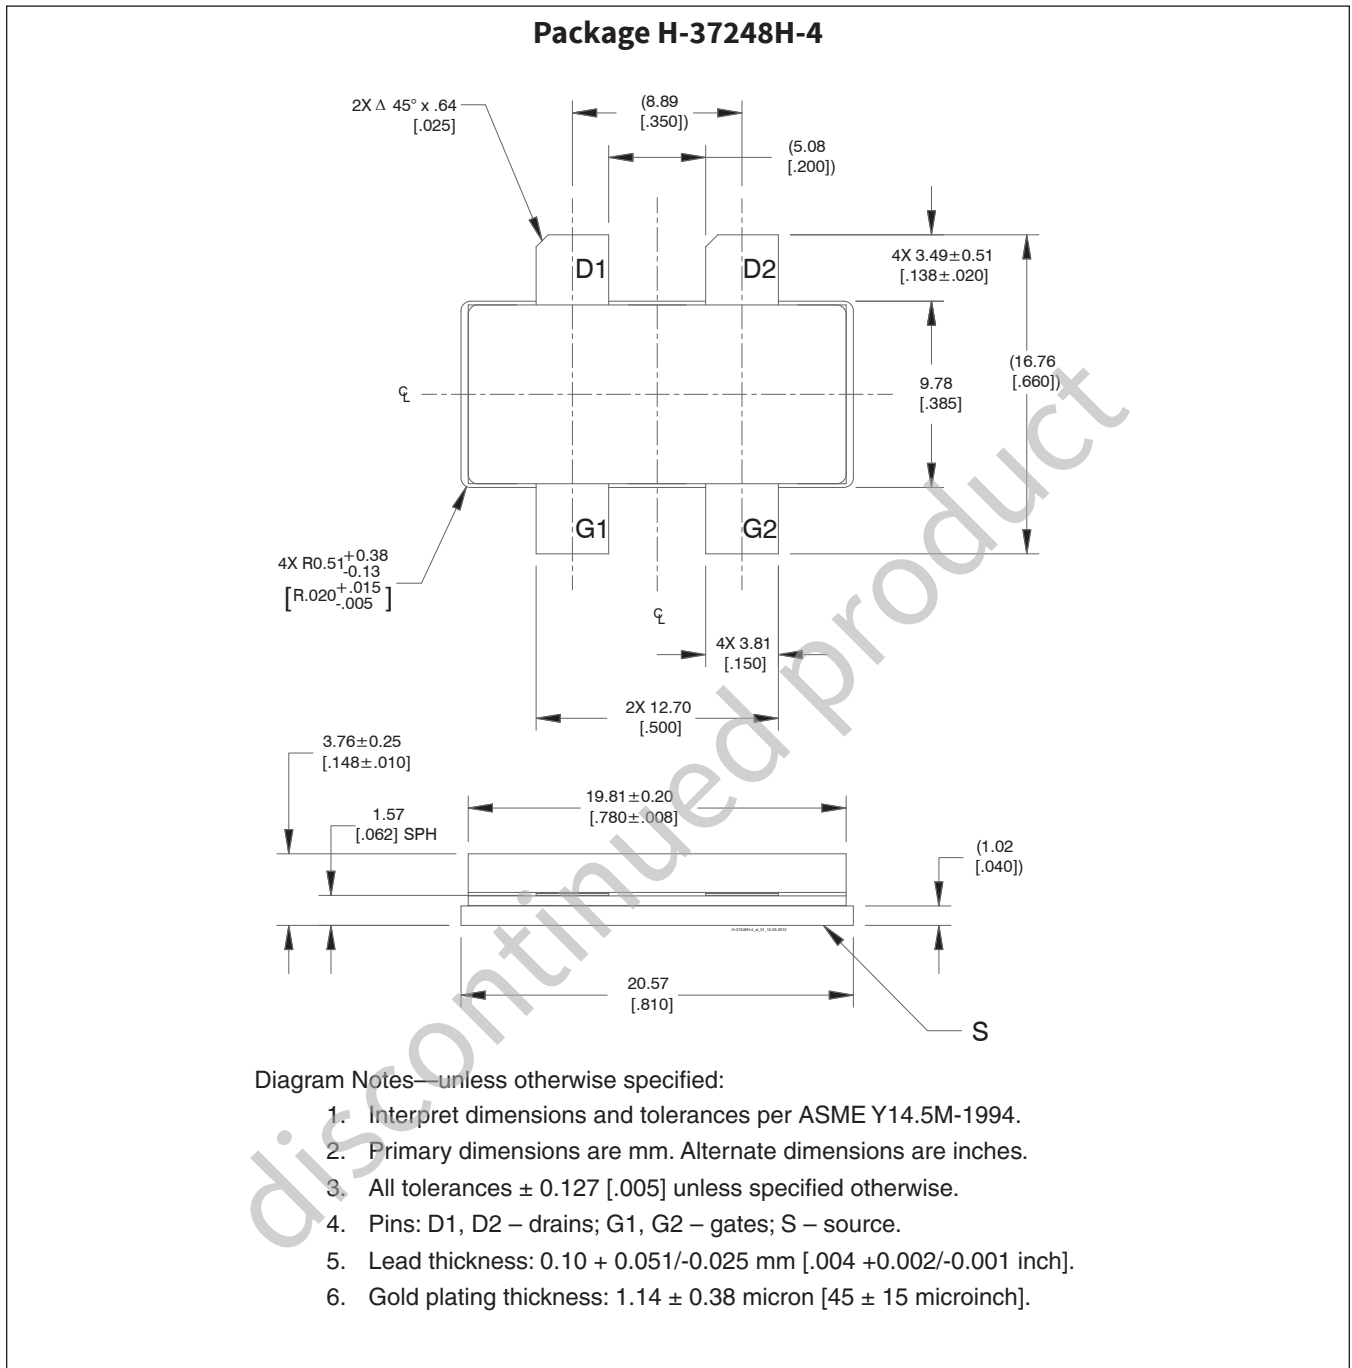 Package H-37248H-4
2X Δ 45° x .64
[.025]
(8.89
[.350])
(5.08
[.200])
D1
D2
4X 3.49±0.51
[.138±.020]
(16.76
[.660])
9.78
[.385]
℄
G1
G2
4X R0.51+0.38
-0.13
[R.020+.015
-.005 ]
℄
4X 3.81
[.150]
2X 12.70
[.500]
3.76±0.25
[.148±.010]
19.81±0.20
[.780±.008]
1.57
[.062] SPH
(1.02
[.040])
20.57
[.810]
S
Diagram Notes—unless otherwise specified:
1. Interpret dimensions and tolerances per ASME Y14.5M-1994.
2. Primary dimensions are mm. Alternate dimensions are inches.
3. All tolerances ± 0.127 [.005] unless specified otherwise.
4. Pins: D1, D2 – drains; G1, G2 – gates; S – source.
5. Lead thickness: 0.10 + 0.051/-0.025 mm [.004 +0.002/-0.001 inch].
6. Gold plating thickness: 1.14 ± 0.38 micron [45 ± 15 microinch].
discontinued product